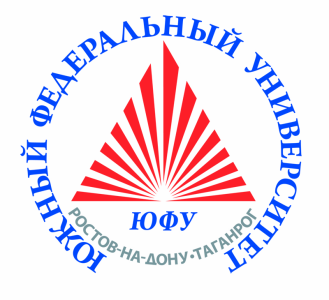 ЮЖНЫЙ ФЕДЕРАЛЬНЫЙ УНИВЕРСИТЕТ
ЮФУ
РОСТОВ-НА-ДОНУ·ТАГАНРОГ